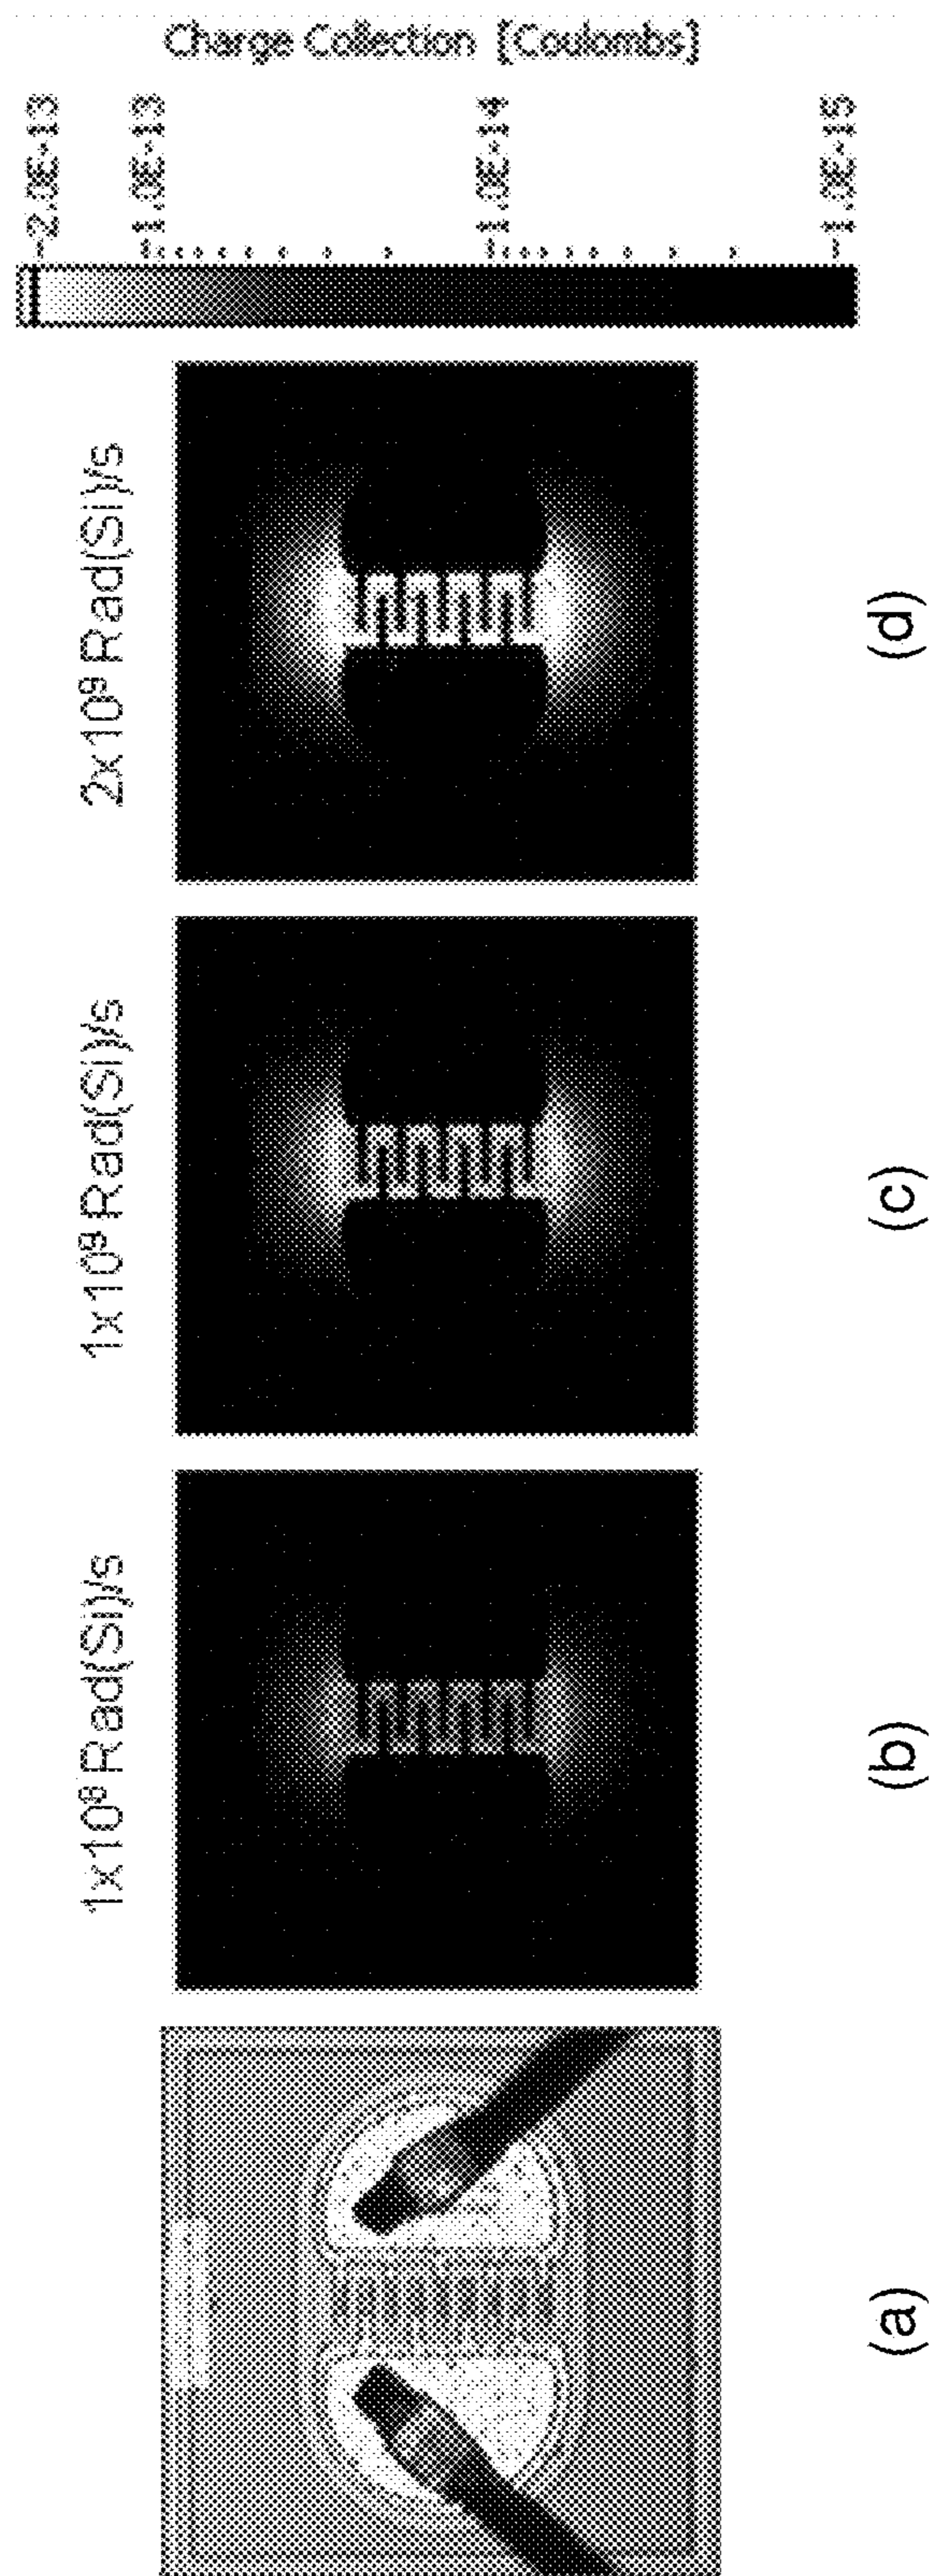 1x10⁸ Rad(Si)/s
1x10⁹ Rad(Si)/s
2x10⁹ Rad(Si)/s
2.0E-13
1.0E-13
1.0E-14
1.0E-15
Charge Collection [Coulombs]
(a)
(b)
(c)
(d)